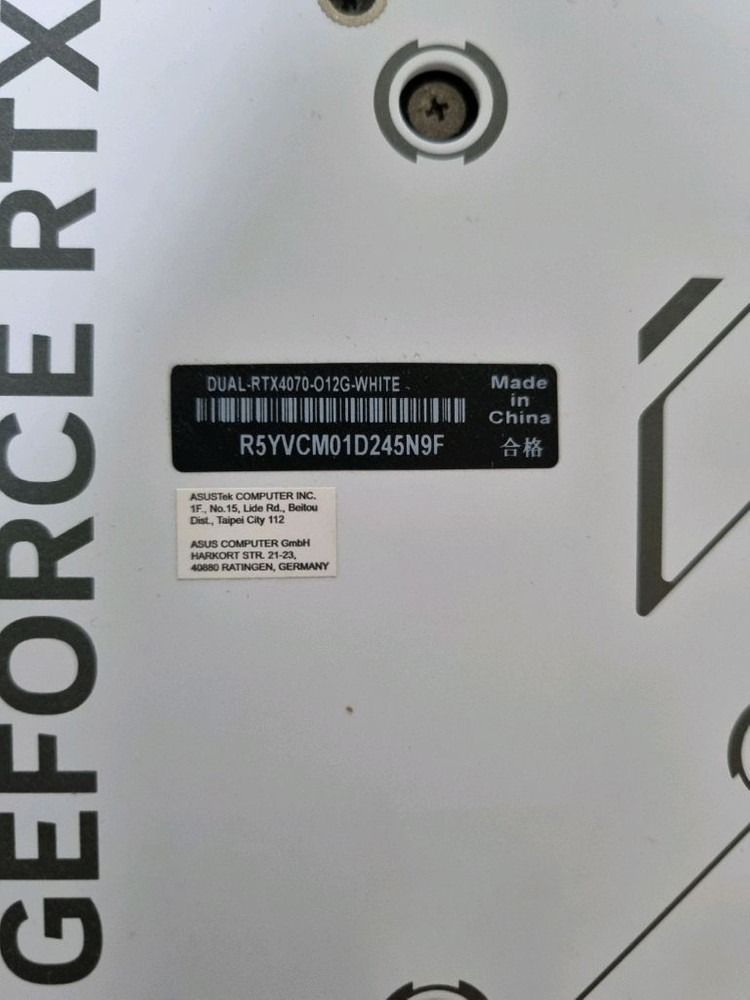 GEFORCE RTX
DUAL-RTX4070-O12G-WHITE
R5YVCM01D245N9F
Made
in
China
合格
ASUSTek COMPUTER INC.
1F., No.15, Lide Rd., Beitou
Dist., Taipei City 112
ASUS COMPUTER GmbH
HARKORT STR. 21-23,
40880 RATINGEN, GERMANY